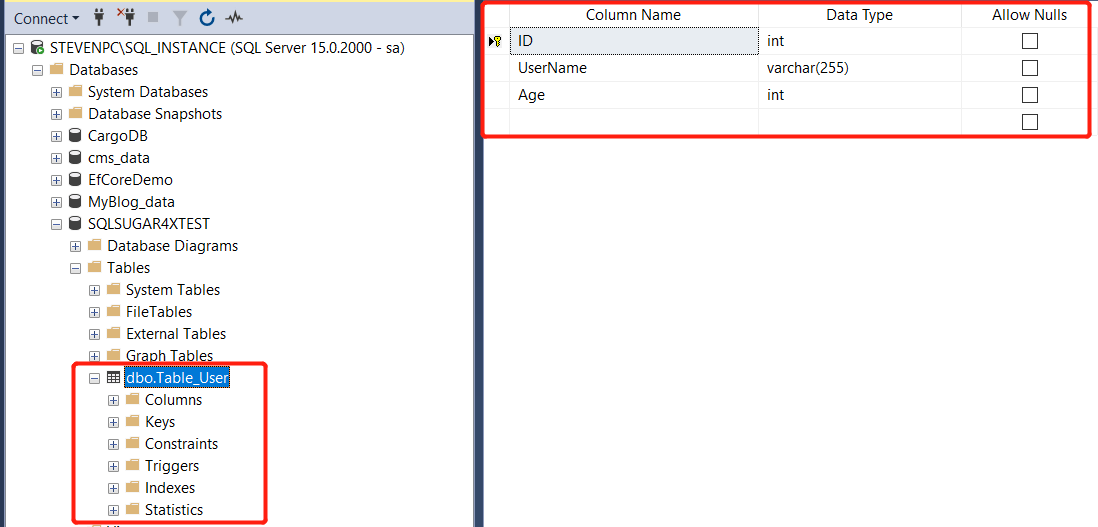 Connect
STEVENPC\SQL_INSTANCE (SQL Server 15.0.2000 - sa)
Databases
System Databases
Database Snapshots
CargoDB
cms_data
EfCoreDemo
MyBlog_data
SQLSUGAR4XTEST
Database Diagrams
Tables
System Tables
FileTables
External Tables
Graph Tables
dbo.Table_User
Columns
Keys
Constraints
Triggers
Indexes
Statistics
Column Name Data Type Allow Nulls
ID int
UserName varchar(255)
Age int